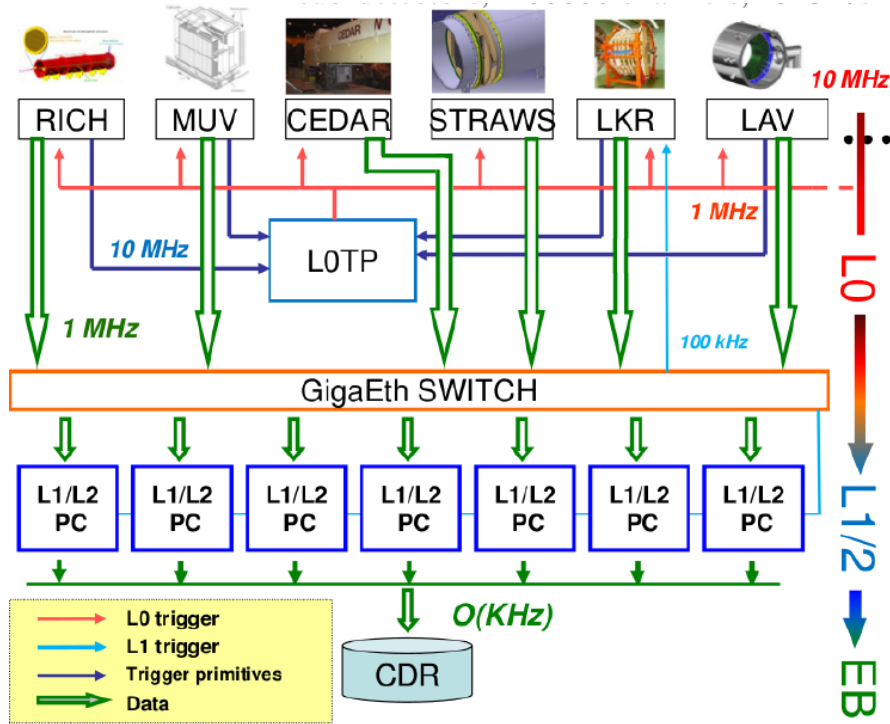 CEDAR
10 MHz
RICH
MUV
CEDAR
STRAWS
LKR
LAV
...
1 MHz
10 MHz
L0TP
L0
1 MHz
100 kHz
GigaEth SWITCH
L1/L2 PC
L1/L2 PC
L1/L2 PC
L1/L2 PC
L1/L2 PC
L1/L2 PC
L1/L2 PC
L1/2
L0 trigger
L1 trigger
Trigger primitives
Data
O(KHz)
CDR
EB